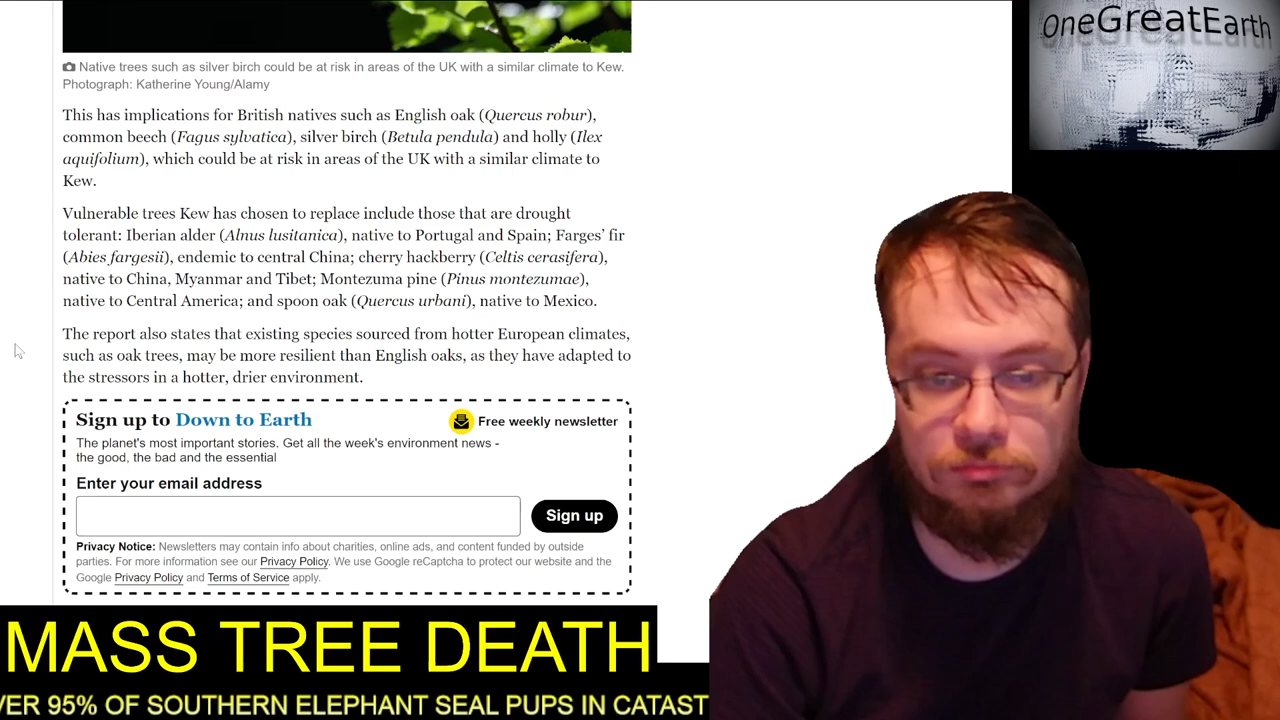 OneGreatEarth
Native trees such as silver birch could be at risk in areas of the UK with a similar climate to Kew.
Photograph: Katherine Young/Alamy
This has implications for British natives such as English oak (Quercus robur),
common beech (Fagus sylvatica), silver birch (Betula pendula) and holly (Ilex
aquifolium), which could be at risk in areas of the UK with a similar climate to
Kew.
Vulnerable trees Kew has chosen to replace include those that are drought
tolerant: Iberian alder (Alnus lusitanica), native to Portugal and Spain; Farges’ fir
(Abies fargesii), endemic to central China; cherry hackberry (Celtis cerasifera),
native to China, Myanmar and Tibet; Montezuma pine (Pinus montezumae),
native to Central America; and spoon oak (Quercus urbani), native to Mexico.
The report also states that existing species sourced from hotter European climates,
such as oak trees, may be more resilient than English oaks, as they have adapted to
the stressors in a hotter, drier environment.
Sign up to Down to Earth
Free weekly newsletter
The planet's most important stories. Get all the week's environment news -
the good, the bad and the essential
Enter your email address
Sign up
Privacy Notice: Newsletters may contain info about charities, online ads, and content funded by outside
parties. For more information see our Privacy Policy. We use Google reCaptcha to protect our website and the
Google Privacy Policy and Terms of Service apply.
MASS TREE DEATH
VER 95% OF SOUTHERN ELEPHANT SEAL PUPS IN CATAST